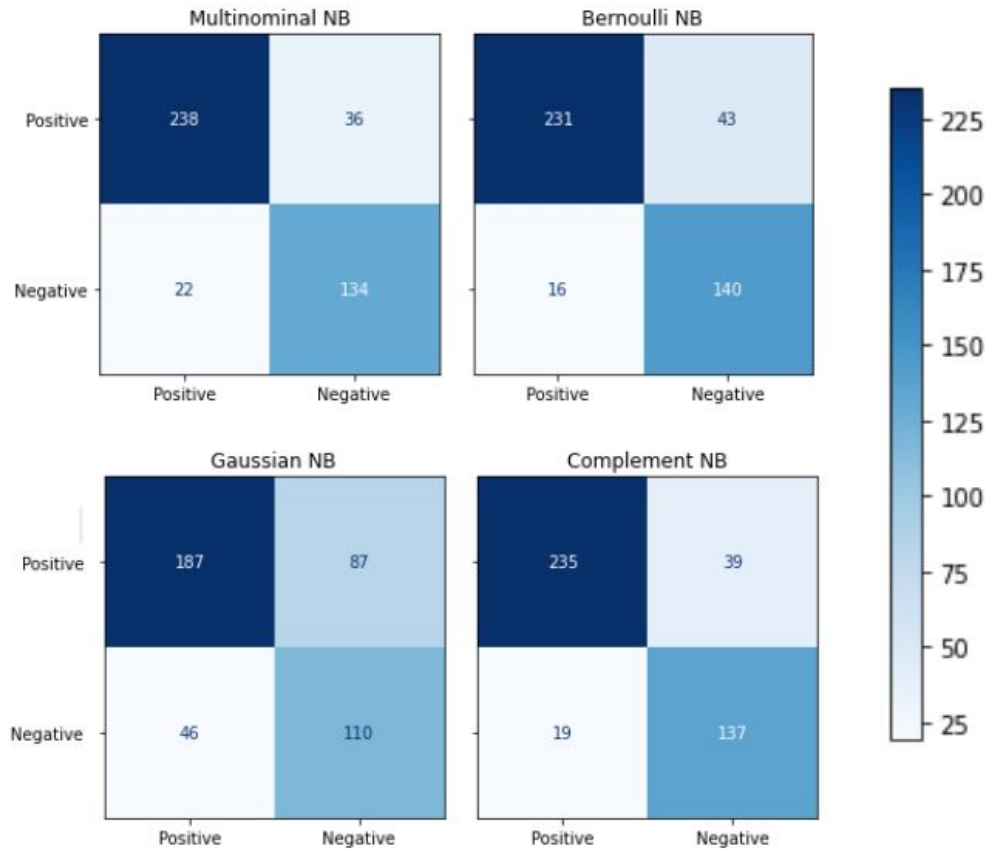 Multinominal NB
Bernoulli NB
Positive
238
36
231
43
Negative
22
134
16
140
Positive
Negative
Positive
Negative
Gaussian NB
Complement NB
Positive
187
87
235
39
Negative
46
110
19
137
Positive
Negative
Positive
Negative
225
200
175
150
125
100
75
50
25